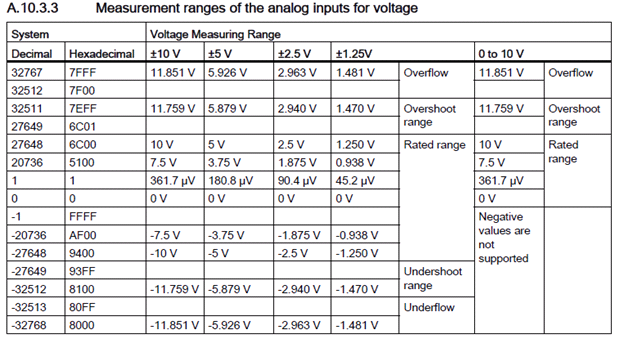 A.10.3.3 Measurement ranges of the analog inputs for voltage
System Voltage Measuring Range
Decimal Hexadecimal ±10 V ±5 V ±2.5 V ±1.25V 0 to 10 V
32767 7FFF 11.851 V 5.926 V 2.963 V 1.481 V Overflow 11.851 V Overflow
32512 7F00
32511 7EFF 11.759 V 5.879 V 2.940 V 1.470 V Overshoot 11.759 V Overshoot
27649 6C01 range range
27648 6C00 10 V 5 V 2.5 V 1.250 V Rated range 10 V Rated
20736 5100 7.5 V 3.75 V 1.875 V 0.938 V 7.5 V range
1 1 361.7 µV 180.8 µV 90.4 µV 45.2 µV 361.7 µV
0 0 0 V 0 V 0 V 0 V 0 V
-1 FFFF Negative
-20736 AF00 -7.5 V -3.75 V -1.875 V -0.938 V values are
-27648 9400 -10 V -5 V -2.5 V -1.250 V not
-27649 93FF Undershoot supported
-32512 8100 -11.759 V -5.879 V -2.940 V -1.470 V range
-32513 80FF Underflow
-32768 8000 -11.851 V -5.926 V -2.963 V -1.481 V